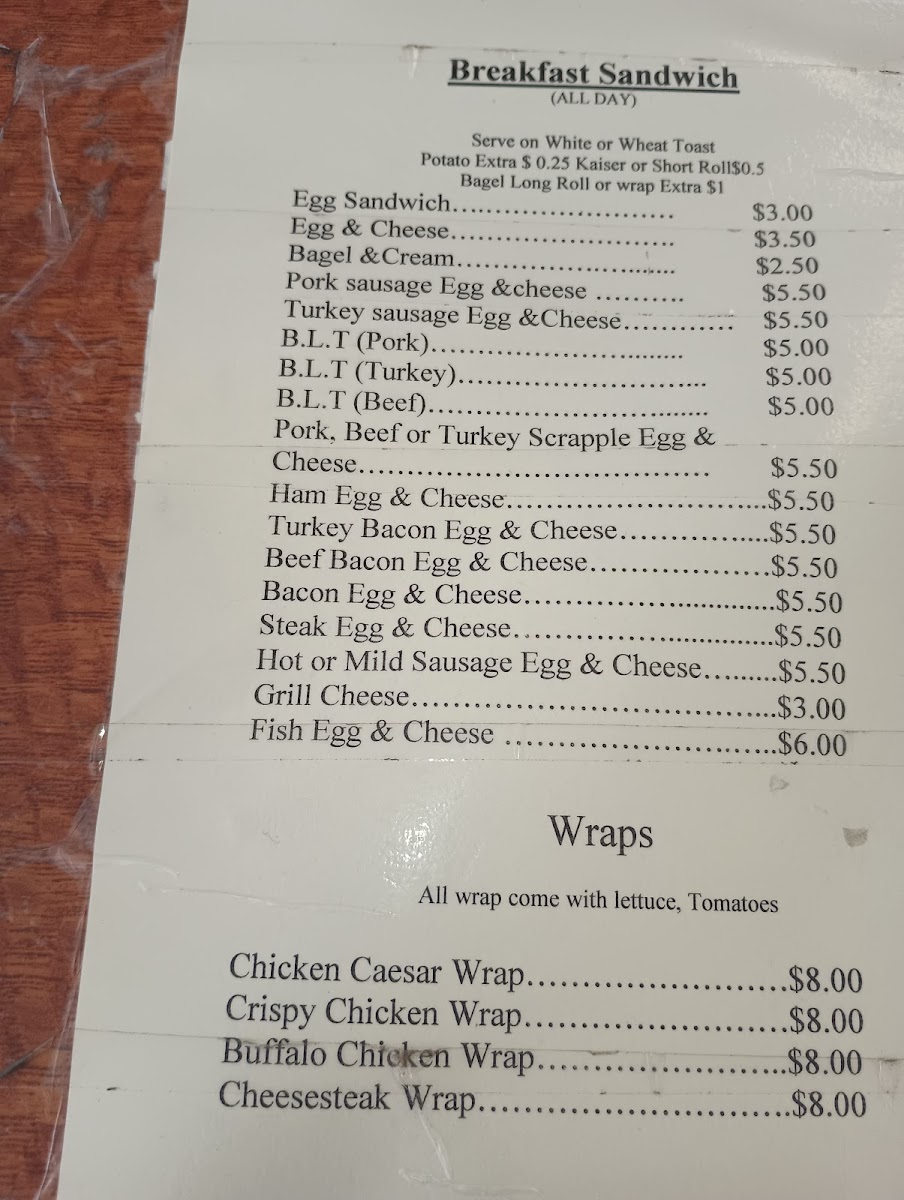 Breakfast Sandwich
(ALL DAY)
Serve on White or Wheat Toast
Potato Extra $ 0.25 Kaiser or Short Roll$0.5
Bagel Long Roll or wrap Extra $1
Egg Sandwich........................ $3.00
Egg & Cheese........................ $3.50
Bagel &Cream........................ $2.50
Pork sausage Egg &cheese .......... $5.50
Turkey sausage Egg &Cheese............ $5.50
B.L.T (Pork)........................... $5.00
B.L.T (Turkey)........................... $5.00
B.L.T (Beef)............................... $5.00
Pork, Beef or Turkey Scrapple Egg &
Cheese...................................... $5.50
Ham Egg & Cheese............................$5.50
Turkey Bacon Egg & Cheese................$5.50
Beef Bacon Egg & Cheese...................$5.50
Bacon Egg & Cheese...........................$5.50
Steak Egg & Cheese............................$5.50
Hot or Mild Sausage Egg & Cheese.........$5.50
Grill Cheese.......................................$3.00
Fish Egg & Cheese .............................$6.00
Wraps
All wrap come with lettuce, Tomatoes
Chicken Caesar Wrap........................$8.00
Crispy Chicken Wrap........................$8.00
Buffalo Chicken Wrap.......................$8.00
Cheesesteak Wrap.............................$8.00